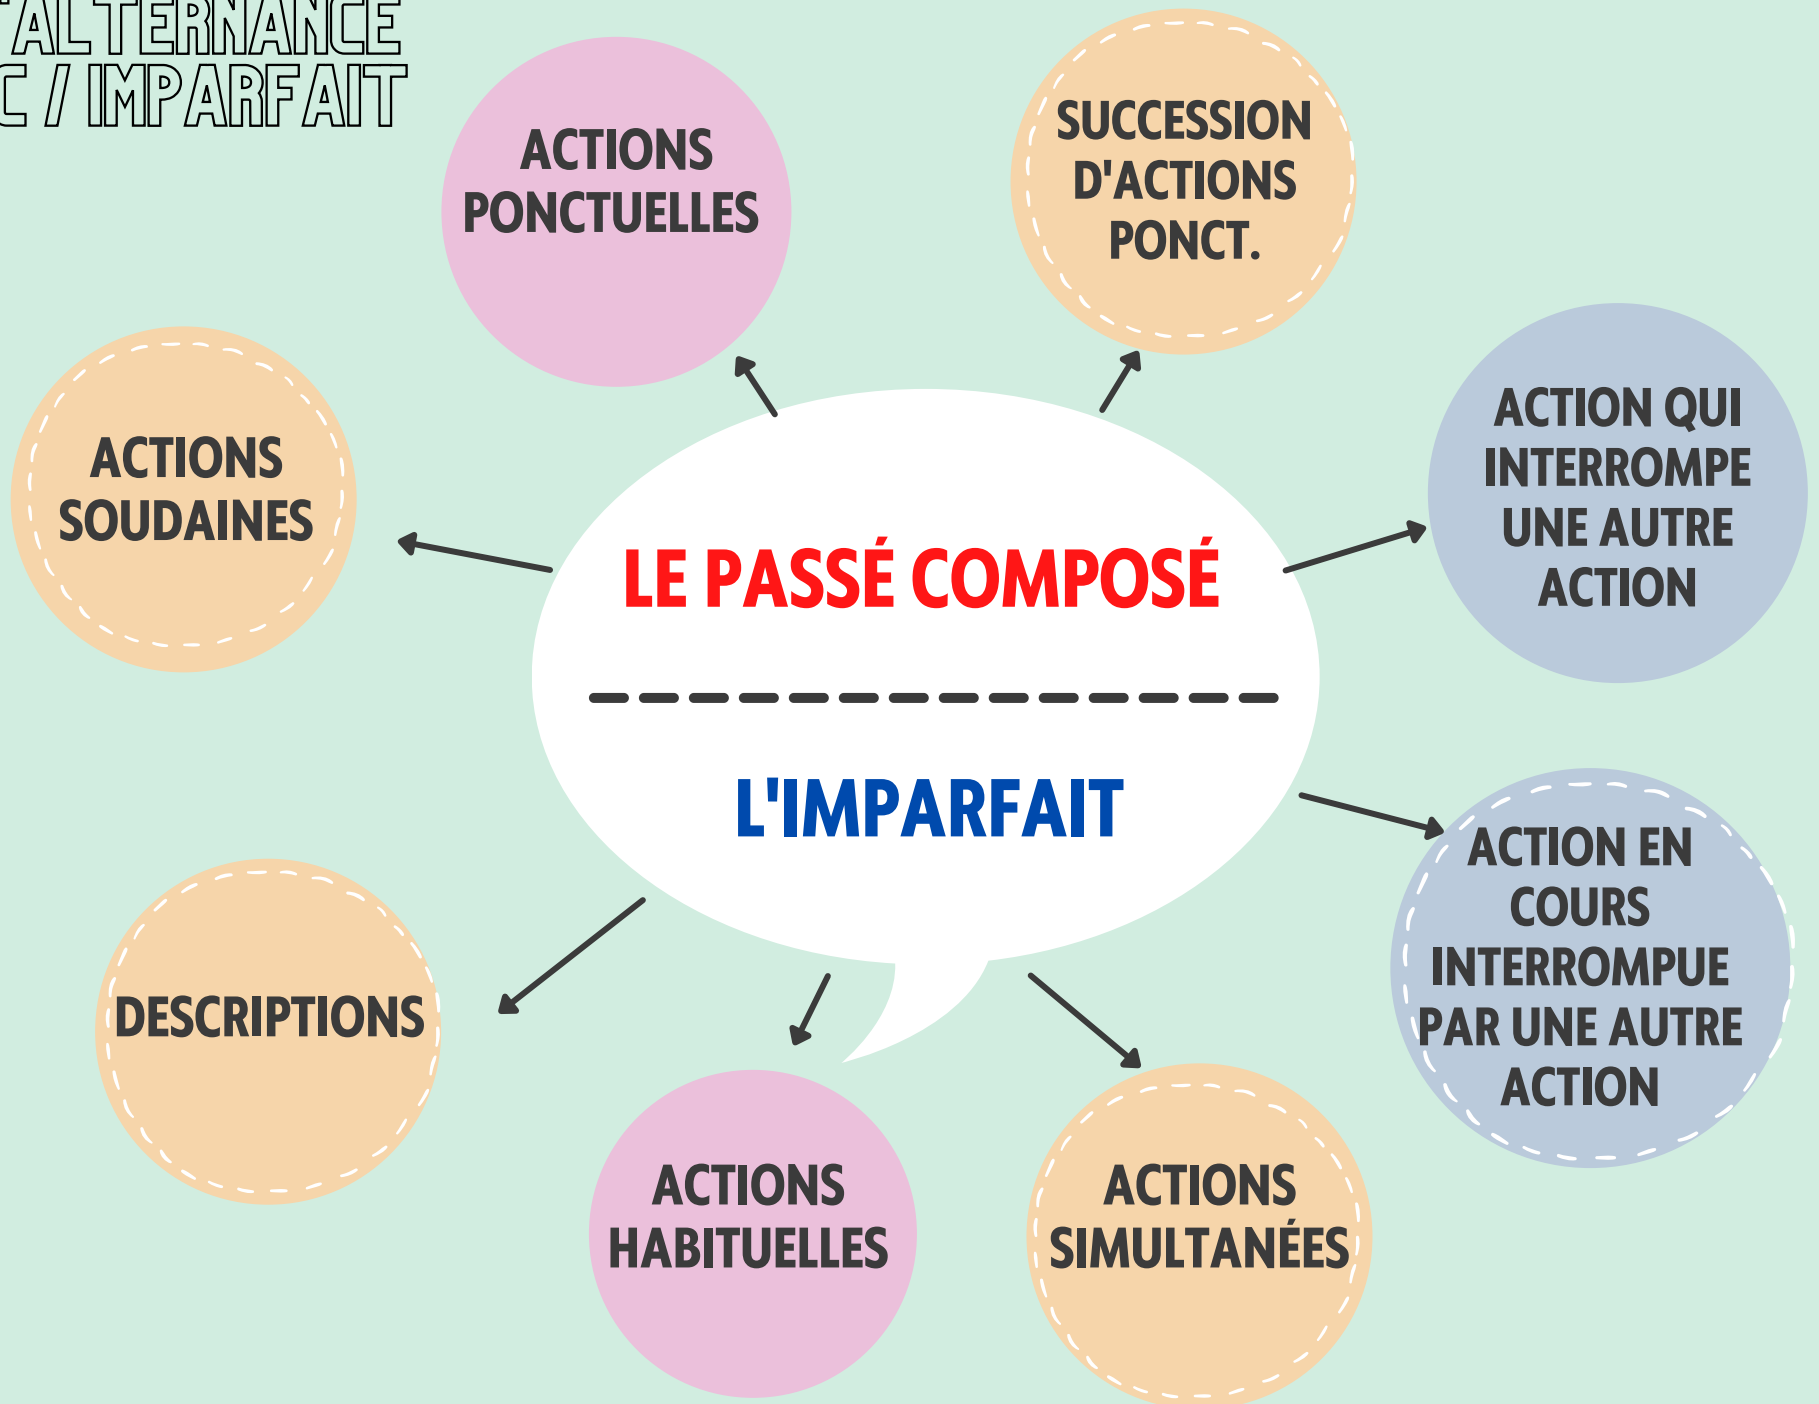 L'ALTERNANCE
C / IMPARFAIT
ACTIONS
PONCTUELLES
SUCCESSION
D'ACTIONS
PONCT.
ACTIONS
SOUDAINES
ACTION QUI
INTERROMPE
UNE AUTRE
ACTION
LE PASSÉ COMPOSÉ
L'IMPARFAIT
ACTION EN
COURS
INTERROMPUE
PAR UNE AUTRE
ACTION
DESCRIPTIONS
ACTIONS
HABITUELLES
ACTIONS
SIMULTANÉES